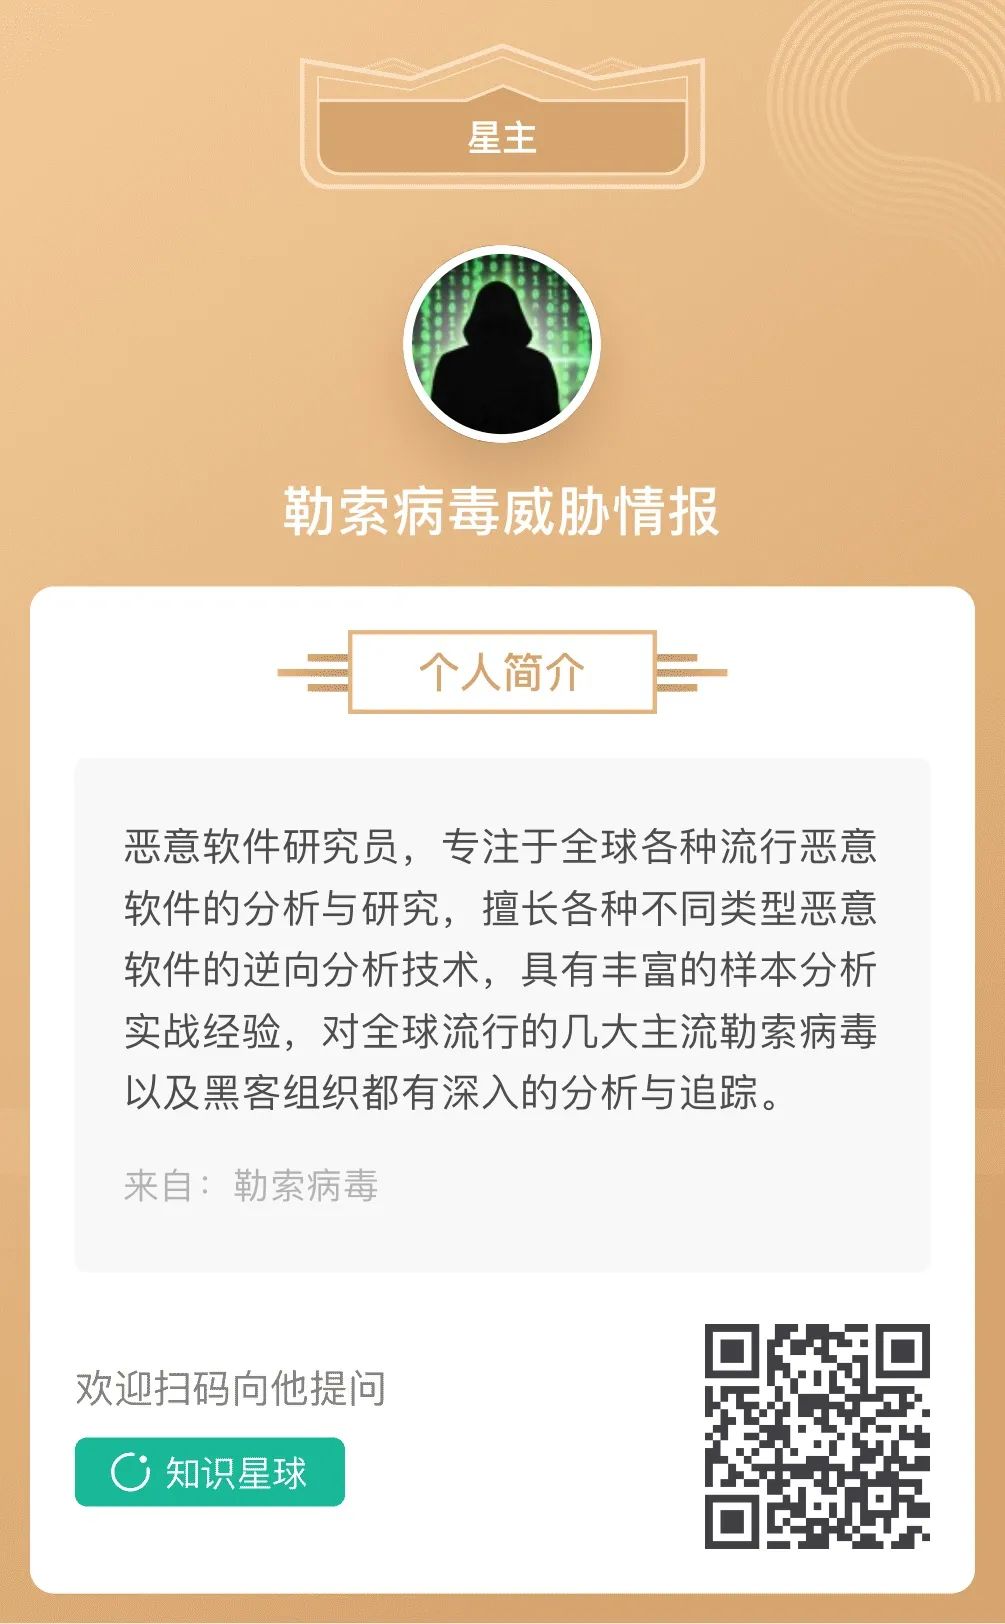 星主
勒索病毒威胁情报
个人简介
恶意软件研究员，专注于全球各种流行恶意
软件的分析与研究，擅长各种不同类型恶意
软件的逆向分析技术，具有丰富的样本分析
实战经验，对全球流行的几大主流勒索病毒
以及黑客组织都有深入的分析与追踪。
来自：勒索病毒
欢迎扫码向他提问
知识星球